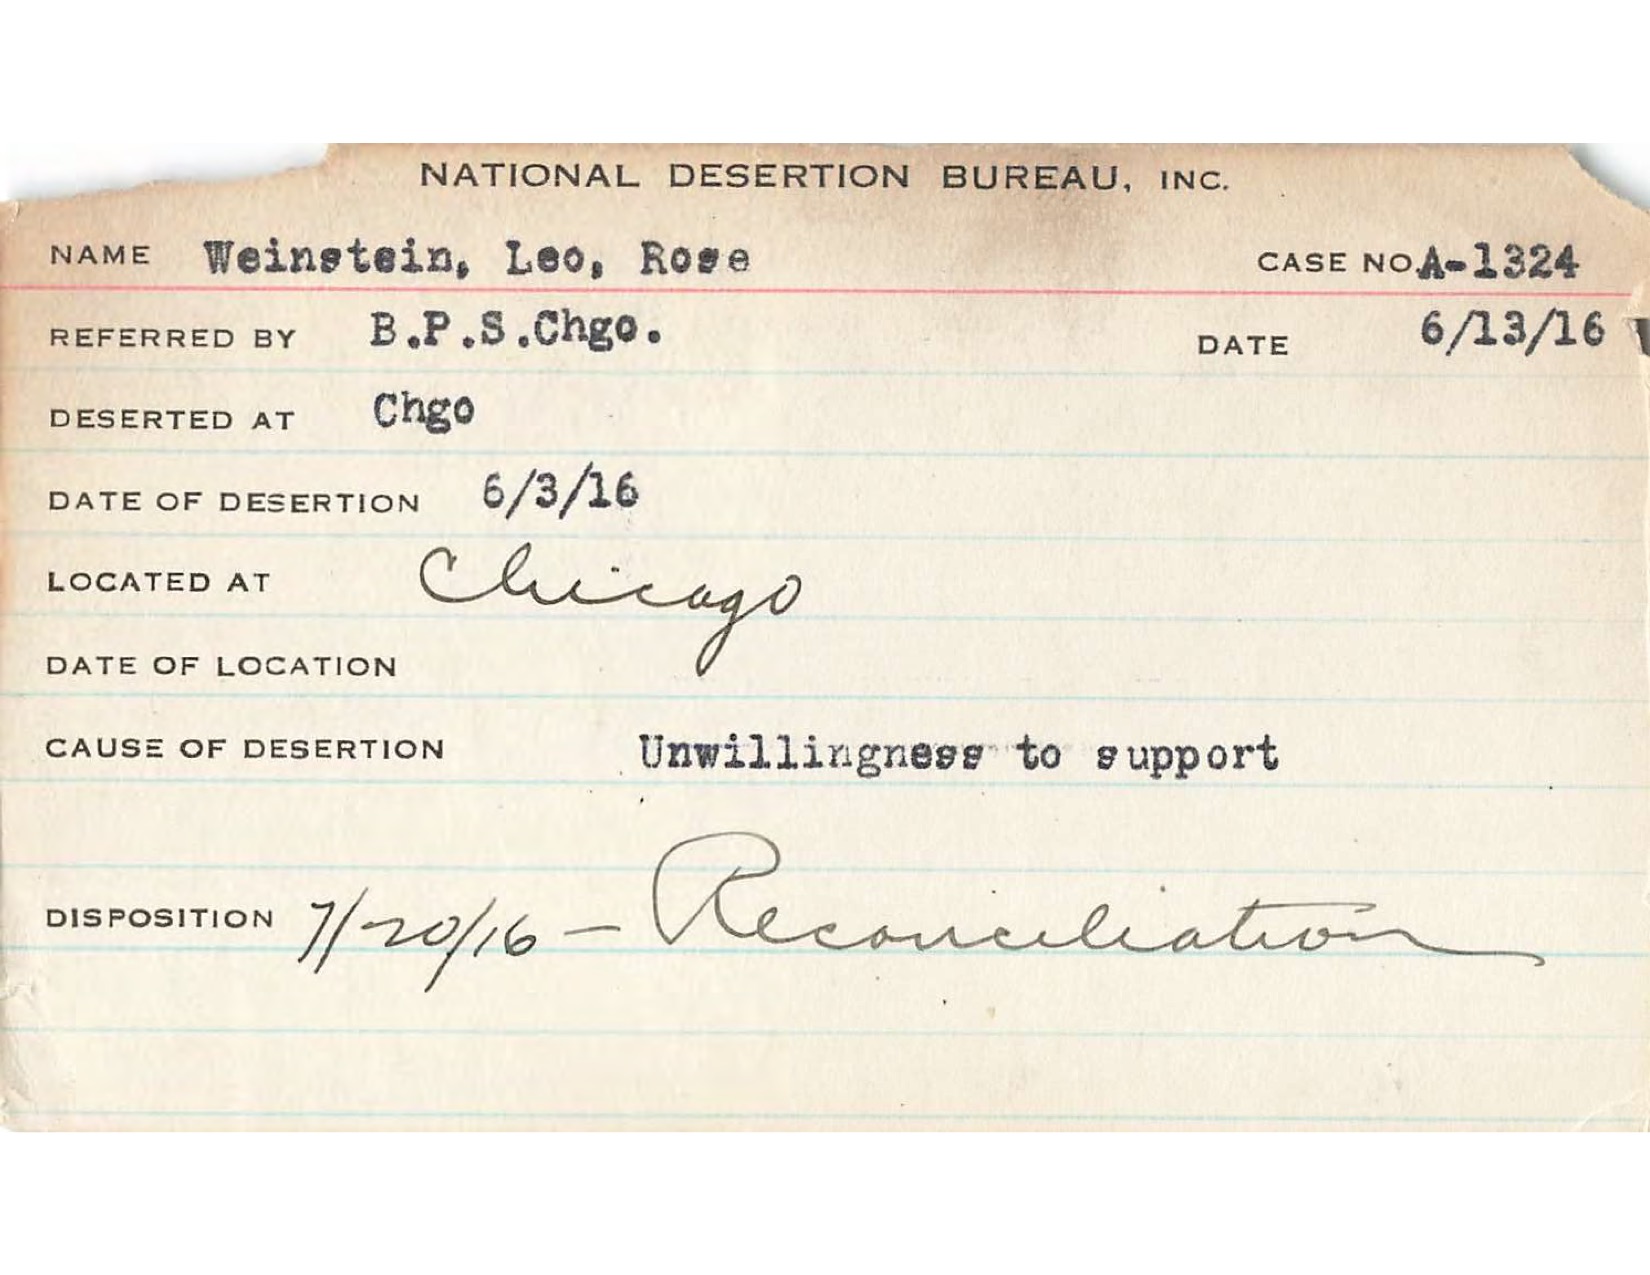 NATIONAL DESERTION BUREAU, INC.
NAME Weinstein, Leo, Rose CASE NO. A-1324
REFERRED BY B.P.S.Chgo. DATE 6/13/16
DESERTED AT Chgo
DATE OF DESERTION 6/3/16
LOCATED AT Chicago
DATE OF LOCATION
CAUSE OF DESERTION Unwillingness to support
DISPOSITION 7/20/16 — Reconciliation